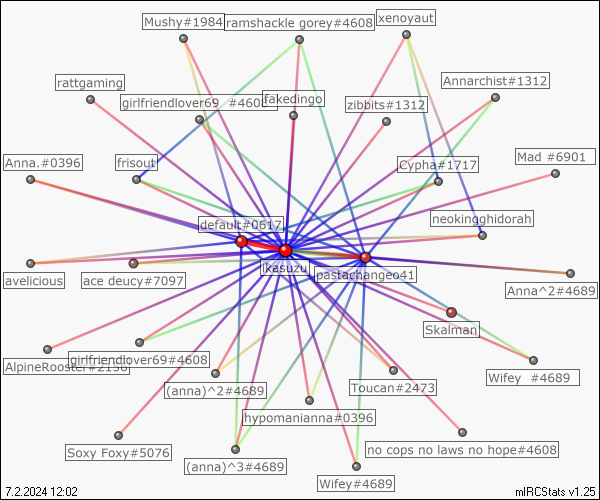 Mushy#1984
ramshackle gorey#4608
xenoyaut
rattgaming
Annarchist#1312
girlfriendlover69 #4608
fakedingo
zibbits#1312
Anna.#0396
frisout
Cypha#1717
Mad #6901
default#0617
neokingghidorah
avelicious
ace deucy#7097
ikasuzu
pastachangeo41
Anna^2#4689
Skalman
AlpineRooster#2156
girlfriendlover69#4608
(anna)^2#4689
Toucan#2473
Wifey #4689
hypomanianna#0396
Soxy Foxy#5076
(anna)^3#4689
no cops no laws no hope#4608
Wifey#4689
7.2.2024 12:02
mIRCStats v1.25